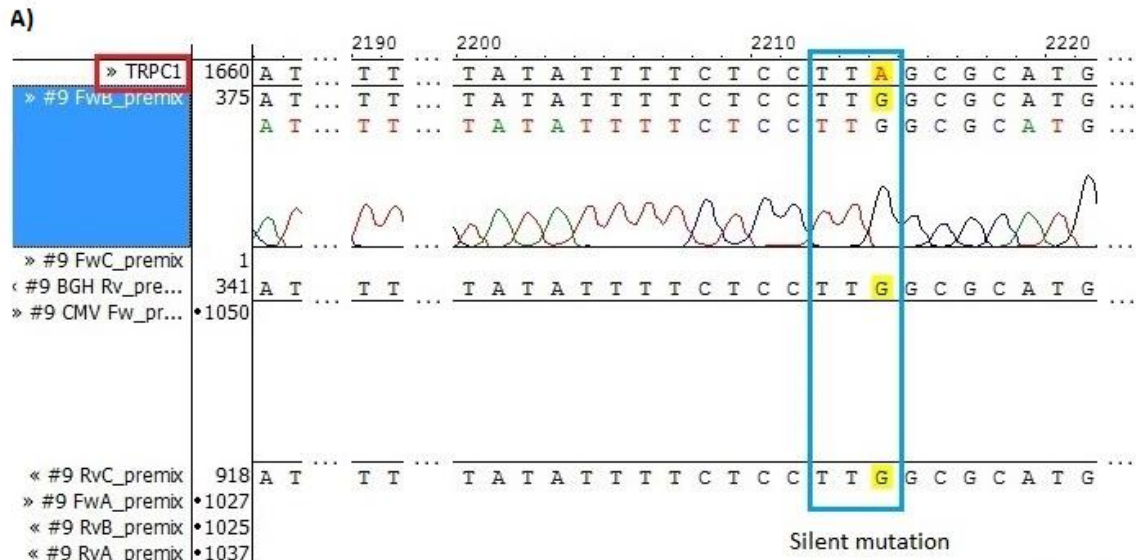 A)
2190 2200 2210 2220
» TRPC1 1660 A T ... T T ... T A T A T T T T C T C C T T A G C G C A T G ...
» #9 FwB_premix 375 A T ... T T ... T A T A T T T T C T C C T T G G C G C A T G ...
A T ... T T ... T A T A T T T T C T C C T T G G C G C A T G ...
» #9 FwC_premix 1
‹ #9 BGH Rv_pre... 341 A T ... T T ... T A T A T T T T C T C C T T G G C G C A T G ...
» #9 CMV Fw_pr... •1050
« #9 RvC_premix 918 A T ... T T ... T A T A T T T T C T C C T T G G C G C A T G ...
» #9 FwA_premix •1027
« #9 RvB_premix •1025
« #9 RvA_premix •1037
Silent mutation